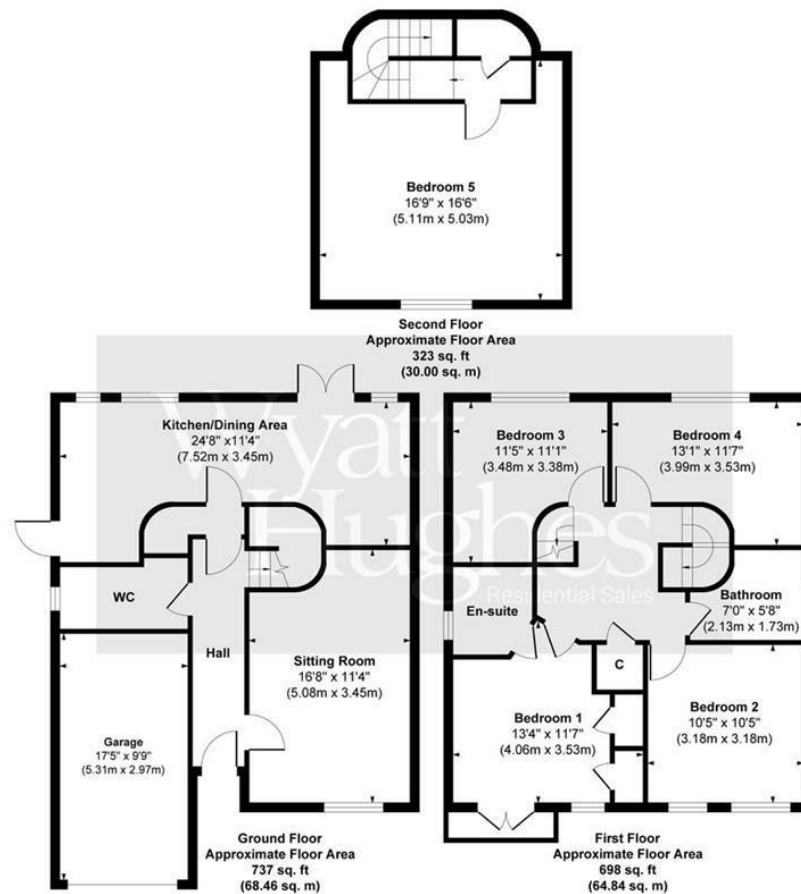 Bedroom 5
16'9" x 16'6"
(5.11m x 5.03m)
Second Floor
Approximate Floor Area
323 sq. ft
(30.00 sq. m)
Wyatt
Hughes
Residential Sales
Kitchen/Dining Area
24'8" x11'4"
(7.52m x 3.45m)
WC
Hall
Sitting Room
16'8" x 11'4"
(5.08m x 3.45m)
Garage
17'5" x 9'9"
(5.31m x 2.97m)
Ground Floor
Approximate Floor Area
737 sq. ft
(68.46 sq. m)
Bedroom 3
11'5" x 11'1"
(3.48m x 3.38m)
Bedroom 4
13'1" x 11'7"
(3.99m x 3.53m)
En-suite
Bathroom
7'0" x 5'8"
(2.13m x 1.73m)
C
Bedroom 1
13'4" x 11'7"
(4.06m x 3.53m)
Bedroom 2
10'5" x 10'5"
(3.18m x 3.18m)
First Floor
Approximate Floor Area
698 sq. ft
(64.84 sq. m)